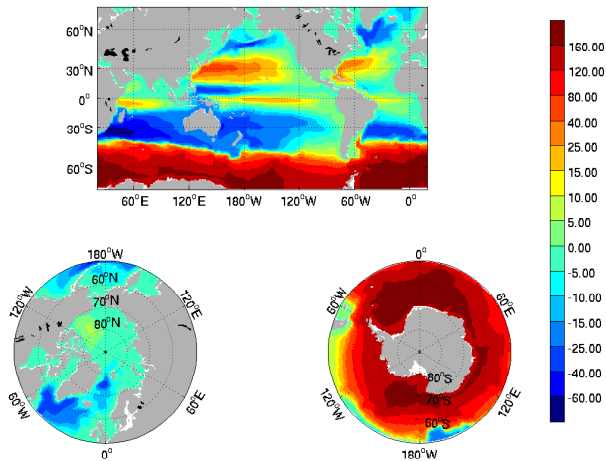 60°N
30°N
0°
30°S
60°S
60°E
120°E
180°W
120°W
60°W
0°
160.00
120.00
80.00
40.00
25.00
15.00
10.00
5.00
0.00
-5.00
-10.00
-15.00
-25.00
-40.00
-60.00
180°W
120°W
120°E
60°N
70°N
80°N
60°W
60°E
0°
0°
60°E
80°S
70°S
60°S
120°E
120°W
180°W